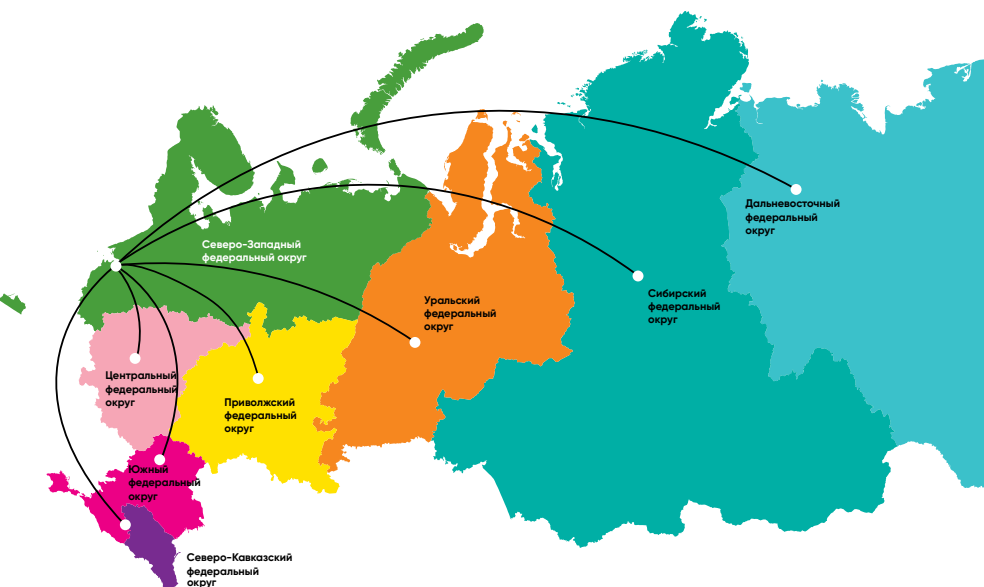 Дальневосточный
федеральный
округ
Северо-Западный
федеральный округ
Сибирский
федеральный
округ
Уральский
федеральный
округ
Центральный
федеральный
округ
Приволжский
федеральный
округ
Южный
федеральный
округ
Северо-Кавказский
федеральный
округ